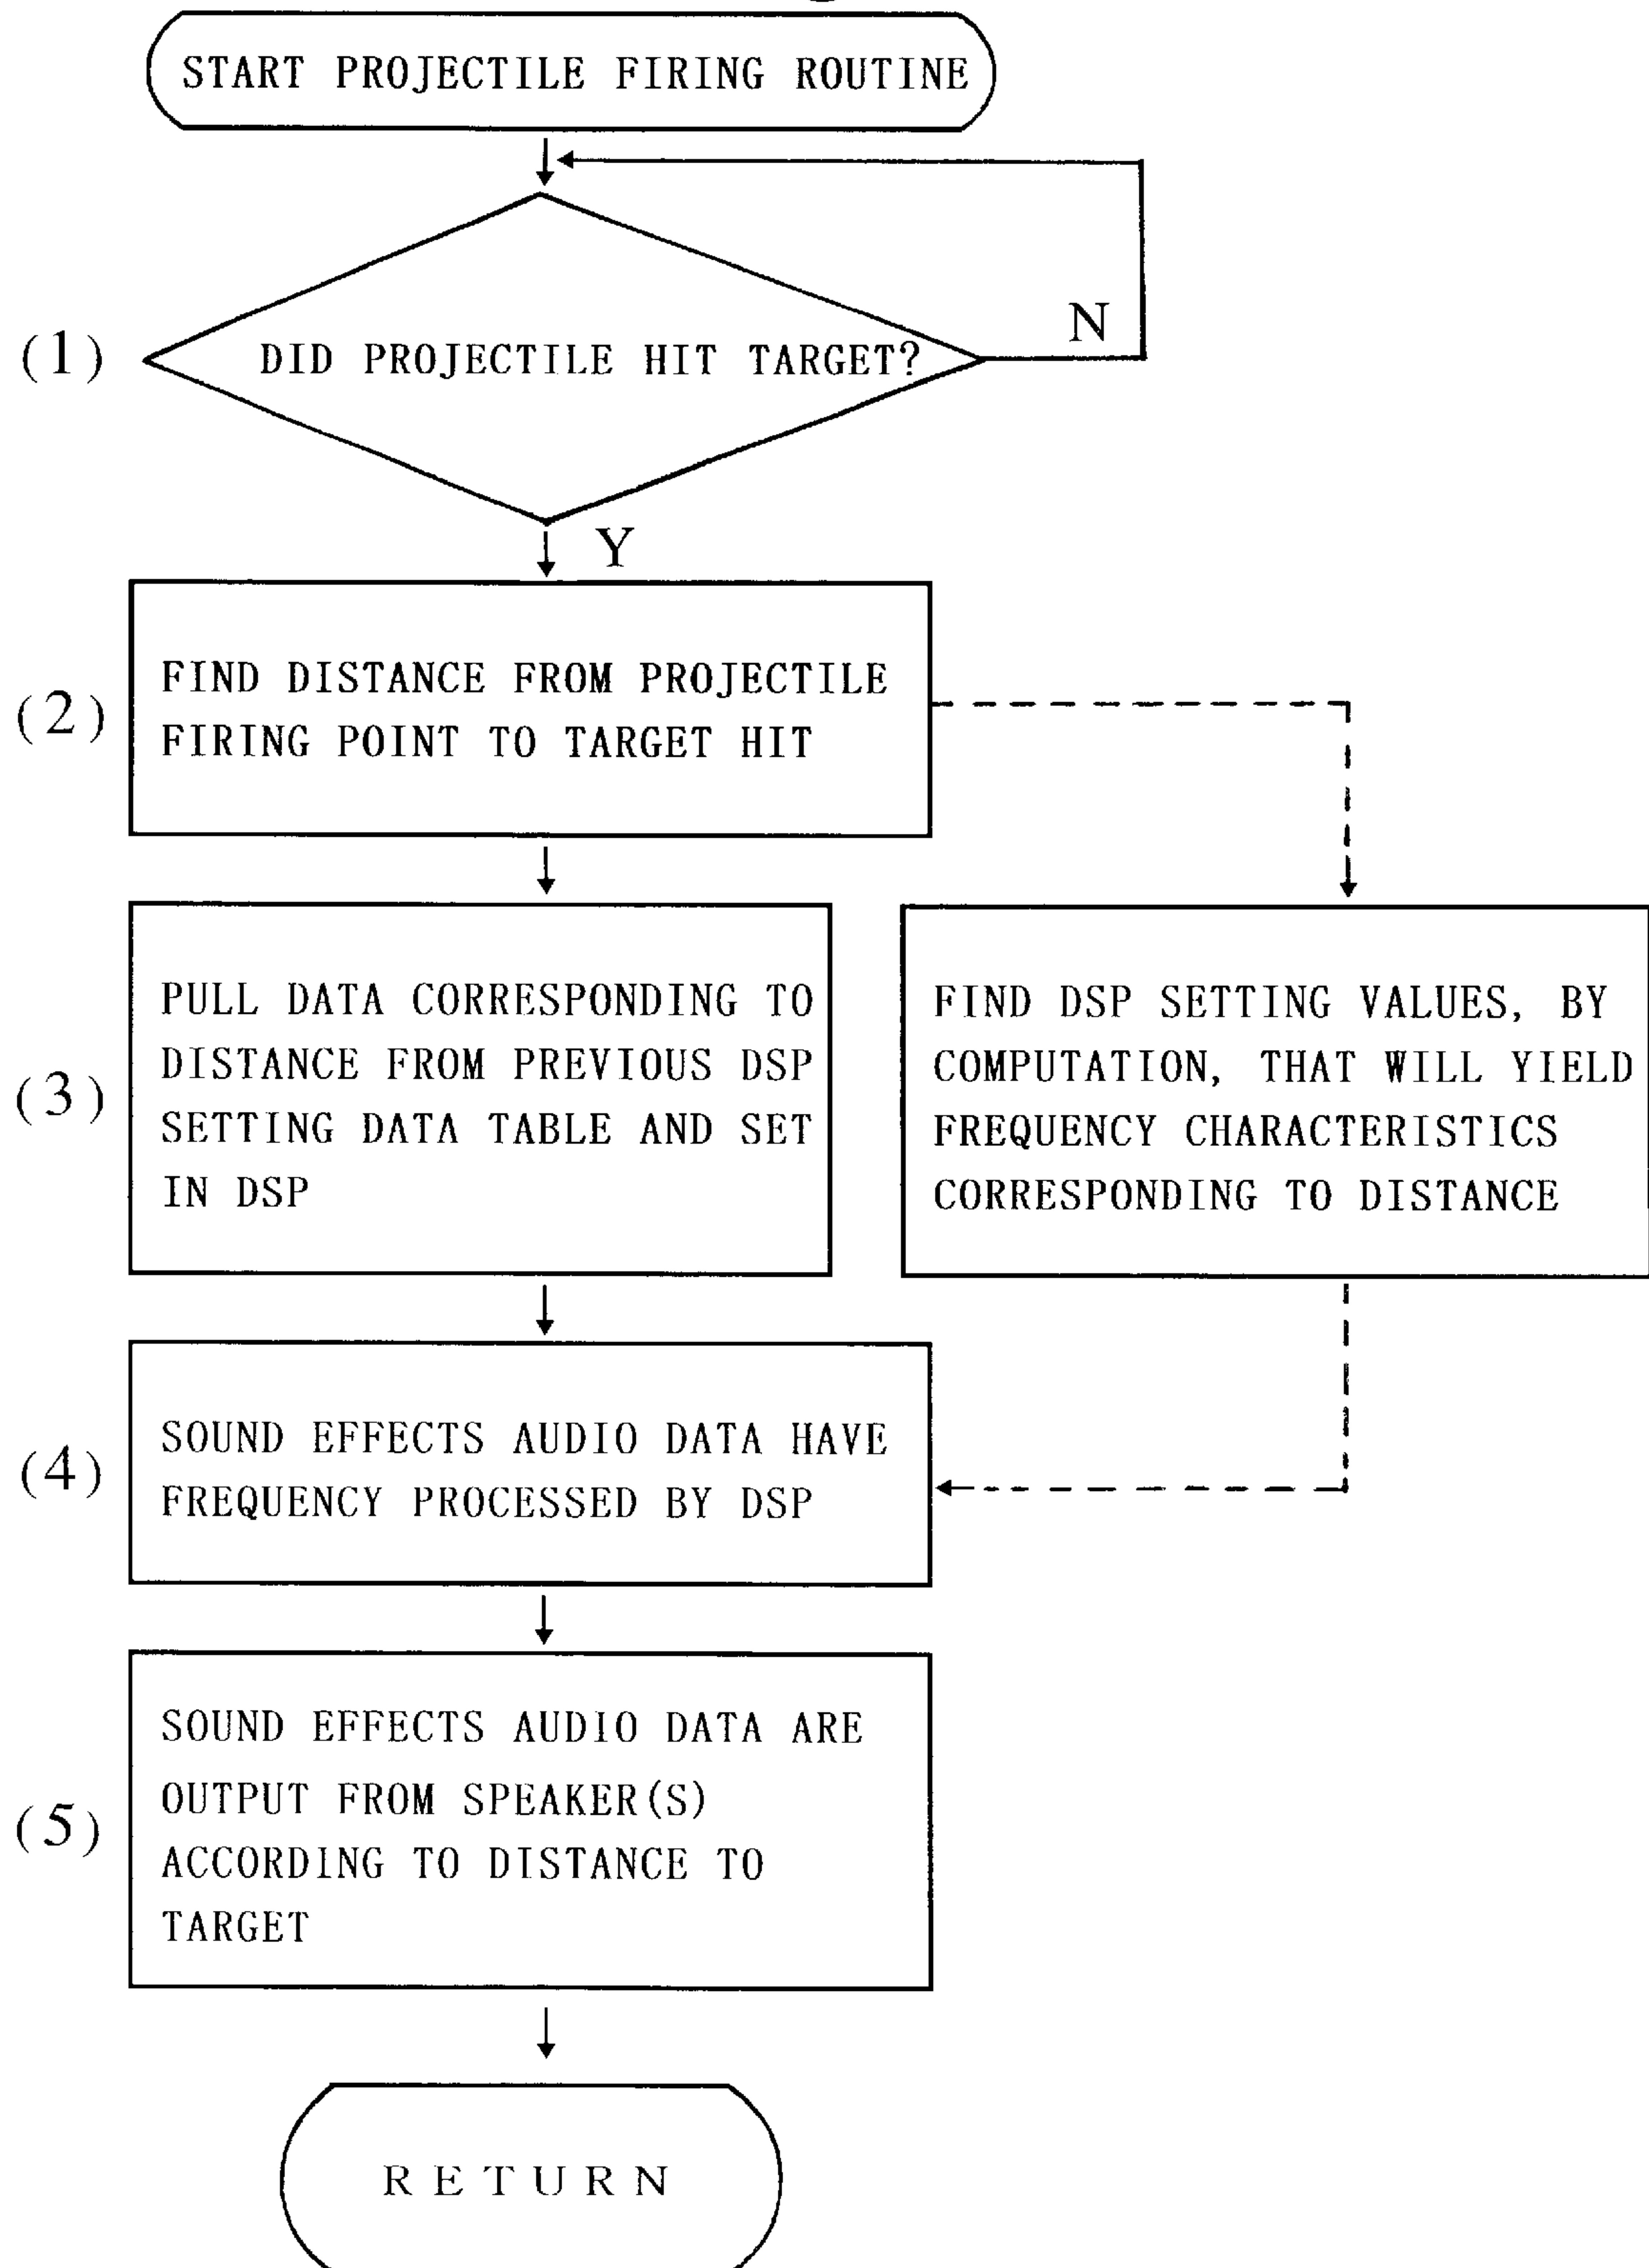 START PROJECTILE FIRING ROUTINE
(1)
DID PROJECTILE HIT TARGET?
N
Y
(2)
FIND DISTANCE FROM PROJECTILE
FIRING POINT TO TARGET HIT
(3)
PULL DATA CORRESPONDING TO
DISTANCE FROM PREVIOUS DSP
SETTING DATA TABLE AND SET
IN DSP
FIND DSP SETTING VALUES, BY
COMPUTATION, THAT WILL YIELD
FREQUENCY CHARACTERISTICS
CORRESPONDING TO DISTANCE
(4)
SOUND EFFECTS AUDIO DATA HAVE
FREQUENCY PROCESSED BY DSP
(5)
SOUND EFFECTS AUDIO DATA ARE
OUTPUT FROM SPEAKER(S)
ACCORDING TO DISTANCE TO
TARGET
RETURN